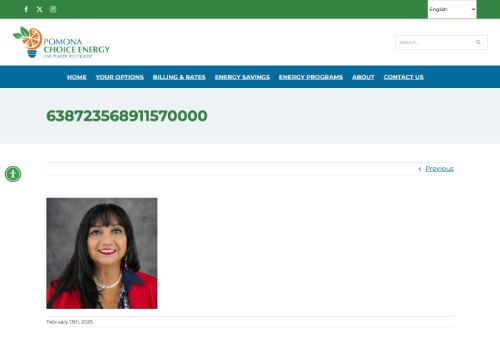 English
POMONA
CHOICE ENERGY
THE POWER TO CHOOSE
Search...
HOME YOUR OPTIONS BILLING & RATES ENERGY SAVINGS ENERGY PROGRAMS ABOUT CONTACT US
638723568911570000
Previous
February 13th, 2025